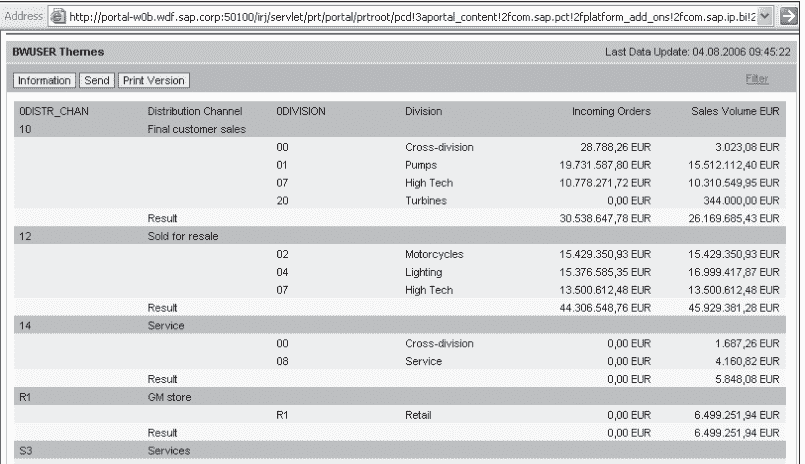 Address http://portal-w0b.wdf.sap.corp:50100/irj/servlet/prt/portal/prtroot/pcd!3aportal_content!2fcom.sap.pct!2fplatform_add_ons!2fcom.sap.ip.bi!2
BWUSER Themes Last Data Update: 04.08.2006 09:45:22
Information Send Print Version Filter
0DISTR_CHAN Distribution Channel 0DIVISION Division Incoming Orders Sales Volume EUR
10 Final customer sales
00 Cross-division 28.788,26 EUR 3.023,08 EUR
01 Pumps 19.731.587,80 EUR 15.512.112,40 EUR
07 High Tech 10.778.271,72 EUR 10.310.549,95 EUR
20 Turbines 0,00 EUR 344.000,00 EUR
Result 30.538.647,78 EUR 26.169.685,43 EUR
12 Sold for resale
02 Motorcycles 15.429.350,93 EUR 15.429.350,93 EUR
04 Lighting 15.376.585,35 EUR 16.999.417,87 EUR
07 High Tech 13.500.612,48 EUR 13.500.612,48 EUR
Result 44.306.548,76 EUR 45.929.381,28 EUR
14 Service
00 Cross-division 0,00 EUR 1.687,26 EUR
08 Service 0,00 EUR 4.160,82 EUR
Result 0,00 EUR 5.848,08 EUR
R1 GM store
R1 Retail 0,00 EUR 6.499.251,94 EUR
Result 0,00 EUR 6.499.251,94 EUR
S3 Services